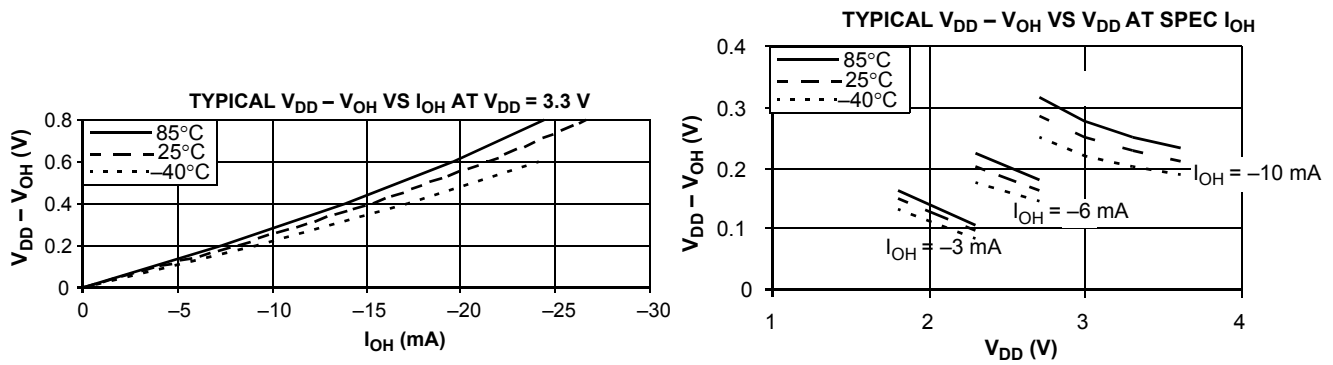 TYPICAL VDD – VOH VS IOH AT VDD = 3.3 V
VDD – VOH (V)
0.8
0.6
0.4
0.2
0
85°C
25°C
–40°C
0 –5 –10 –15 –20 –25 –30
IOH (mA)
TYPICAL VDD – VOH VS VDD AT SPEC IOH
VDD – VOH (V)
0.4
0.3
0.2
0.1
0
85°C
25°C
–40°C
IOH = –10 mA
IOH = –6 mA
IOH = –3 mA
1 2 3 4
VDD (V)